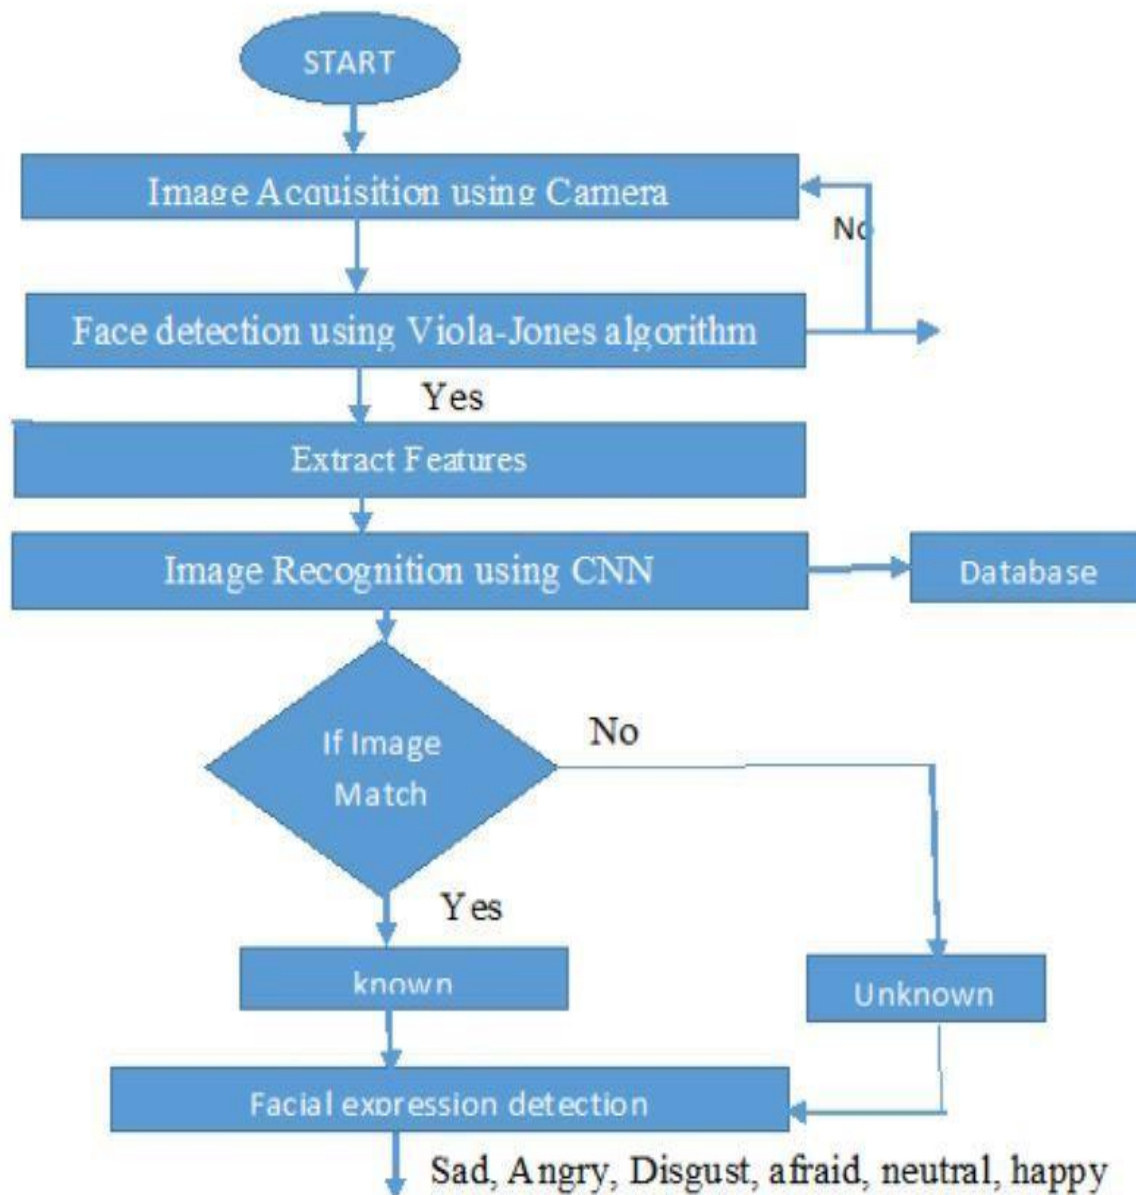 START
Image Acquisition using Camera
No
Face detection using Viola-Jones algorithm
Yes
Extract Features
Image Recognition using CNN
Database
If Image
Match
No
Yes
known
Unknown
Facial expression detection
Sad, Angry, Disgust, afraid, neutral, happy